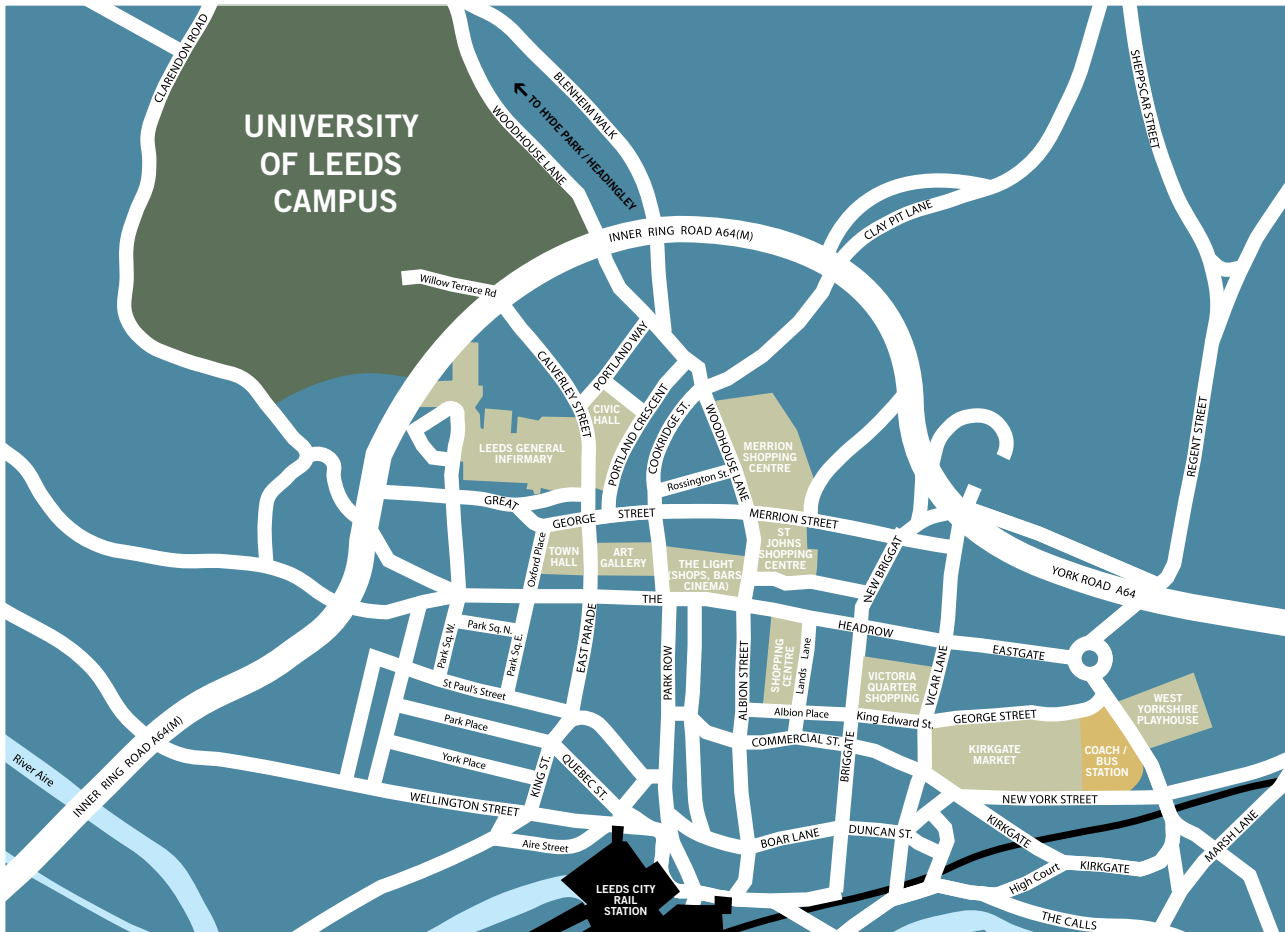 CLARENDON ROAD
UNIVERSITY
OF LEEDS
CAMPUS
BLENHEIM WALK
TO HYDE PARK / HEADINGLEY
WOODHOUSE LANE
SHEPPSCAR STREET
CLAY PIT LANE
INNER RING ROAD A64(M)
Willow Terrace Rd
PORTLAND WAY
CALVERLEY STREET
CIVIC
HALL
PORTLAND CRESCENT
COOKRIDGE ST.
WOODHOUSE LANE
LEEDS GENERAL
INFIRMARY
MERRION
SHOPPING
CENTRE
REGENT STREET
Rossington St.
GREAT
GEORGE
STREET
MERRION STREET
Oxford Place
TOWN
HALL
ART
GALLERY
THE LIGHT
(SHOPS, BARS
CINEMA)
ST
JOHNS
SHOPPING
CENTRE
NEW BRIGGAT
YORK ROAD A64
THE
HEADROW
EASTGATE
Park Sq. W.
Park Sq. N.
Park Sq. E.
EAST PARADE
PARK ROW
ALBION STREET
SHOPPING
CENTRE
Lands Lane
VICTORIA
QUARTER
SHOPPING
VICAR LANE
WEST
YORKSHIRE
PLAYHOUSE
St Paul's Street
Albion Place
King Edward St.
GEORGE STREET
Park Place
COMMERCIAL ST.
BRIGGATE
KIRKGATE
MARKET
COACH /
BUS
STATION
York Place
KING ST.
QUEBEC ST.
River Aire
INNER RING ROAD A64(M)
WELLINGTON STREET
NEW YORK STREET
Aire Street
BOAR LANE
DUNCAN ST.
KIRKGATE
KIRKGATE
MARSH LANE
High Court
LEEDS CITY
RAIL
STATION
THE CALLS